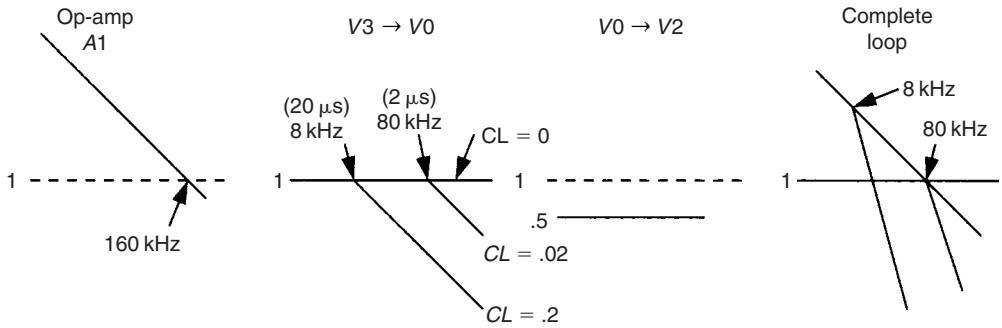 Op-amp
A1
1
160 kHz
V3 → V0
(20 μs)
8 kHz
(2 μs)
80 kHz
CL = 0
CL = .02
CL = .2
V0 → V2
1
.5
Complete
loop
8 kHz
80 kHz
1